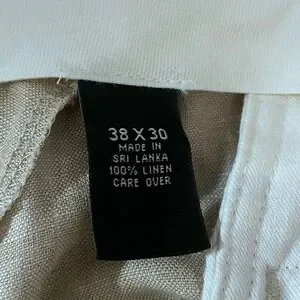 38 X 30
MADE IN
SRI LANKA
100% LINEN
CARE OVER